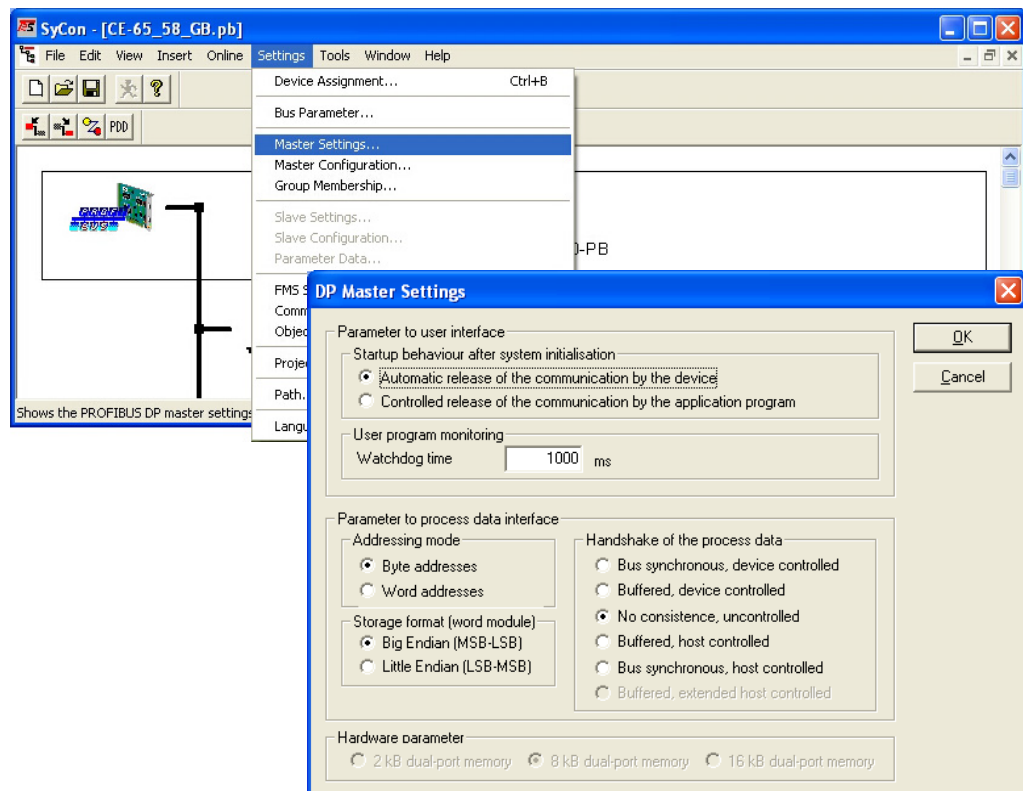 SyCon - [CE-65_58_GB.pb]
File Edit View Insert Online Settings Tools Window Help
Device Assignment... Ctrl+B
Bus Parameter...
PDD
Master Settings...
Master Configuration...
Group Membership...
Slave Settings...
Slave Configuration...
Parameter Data...
PROFI
BUS
-PB
FMS S
Comm
Objec
Projec
Path.
Langu
Shows the PROFIBUS DP master settings
DP Master Settings
Parameter to user interface
Startup behaviour after system initialisation
Automatic release of the communication by the device
Controlled release of the communication by the application program
User program monitoring
Watchdog time 1000 ms
OK
Cancel
Parameter to process data interface
Addressing mode
Byte addresses
Word addresses
Storage format (word module)
Big Endian (MSB-LSB)
Little Endian (LSB-MSB)
Handshake of the process data
Bus synchronous, device controlled
Buffered, device controlled
No consistence, uncontrolled
Buffered, host controlled
Bus synchronous, host controlled
Buffered, extended host controlled
Hardware parameter
2 kB dual-port memory 8 kB dual-port memory 16 kB dual-port memory